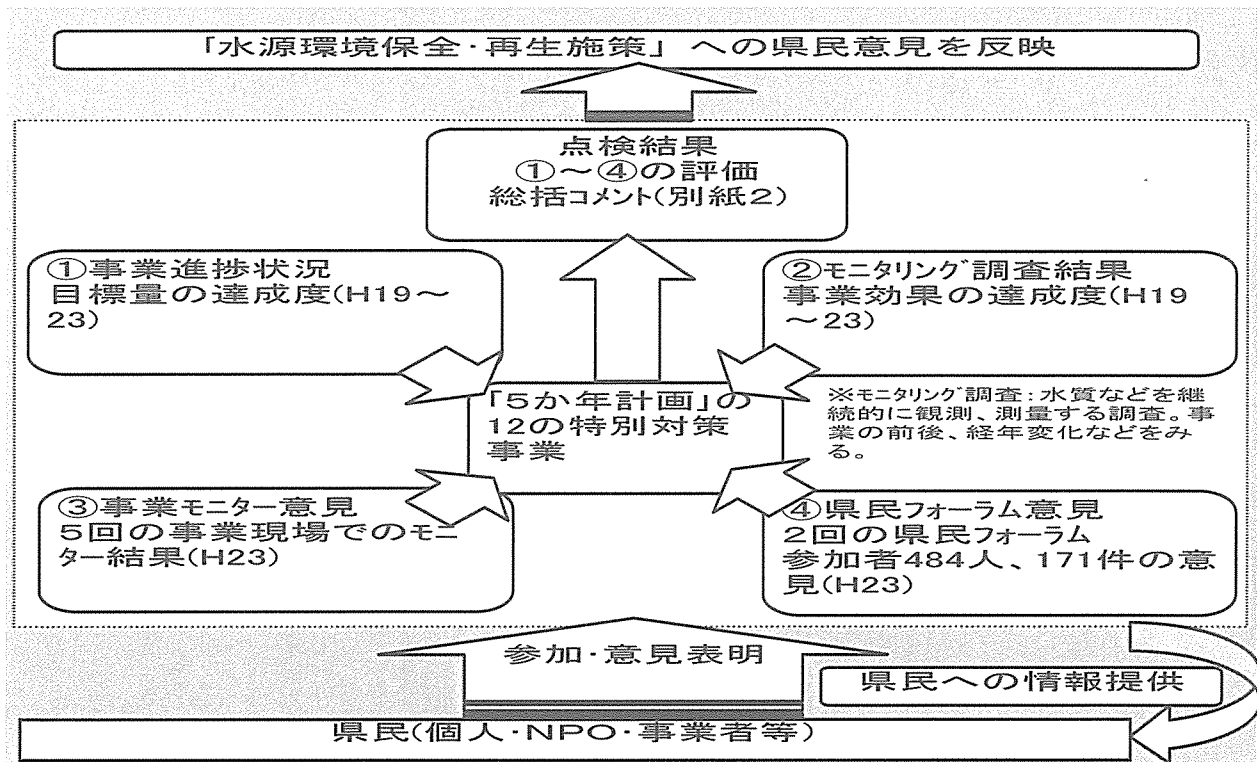 「水源環境保全・再生施策」 への県民意見を反映
点検結果
①～④の評価
総括コメント(別紙2)
①事業進捗状況
目標量の達成度(H19～
23)
②モニタリング調査結果
事業効果の達成度(H19
～23)
「5か年計画」の
12の特別対策
事業
※モニタリング調査：水質などを継
続的に観測、測量する調査。事
業の前後、経年変化などをみ
る。
③事業モニター意見
5回の事業現場でのモニ
ター結果(H23)
④県民フォーラム意見
2回の県民フォーラム
参加者484人、171件の意
見(H23)
参加・意見表明
県民への情報提供
県民(個人・NPO・事業者等)